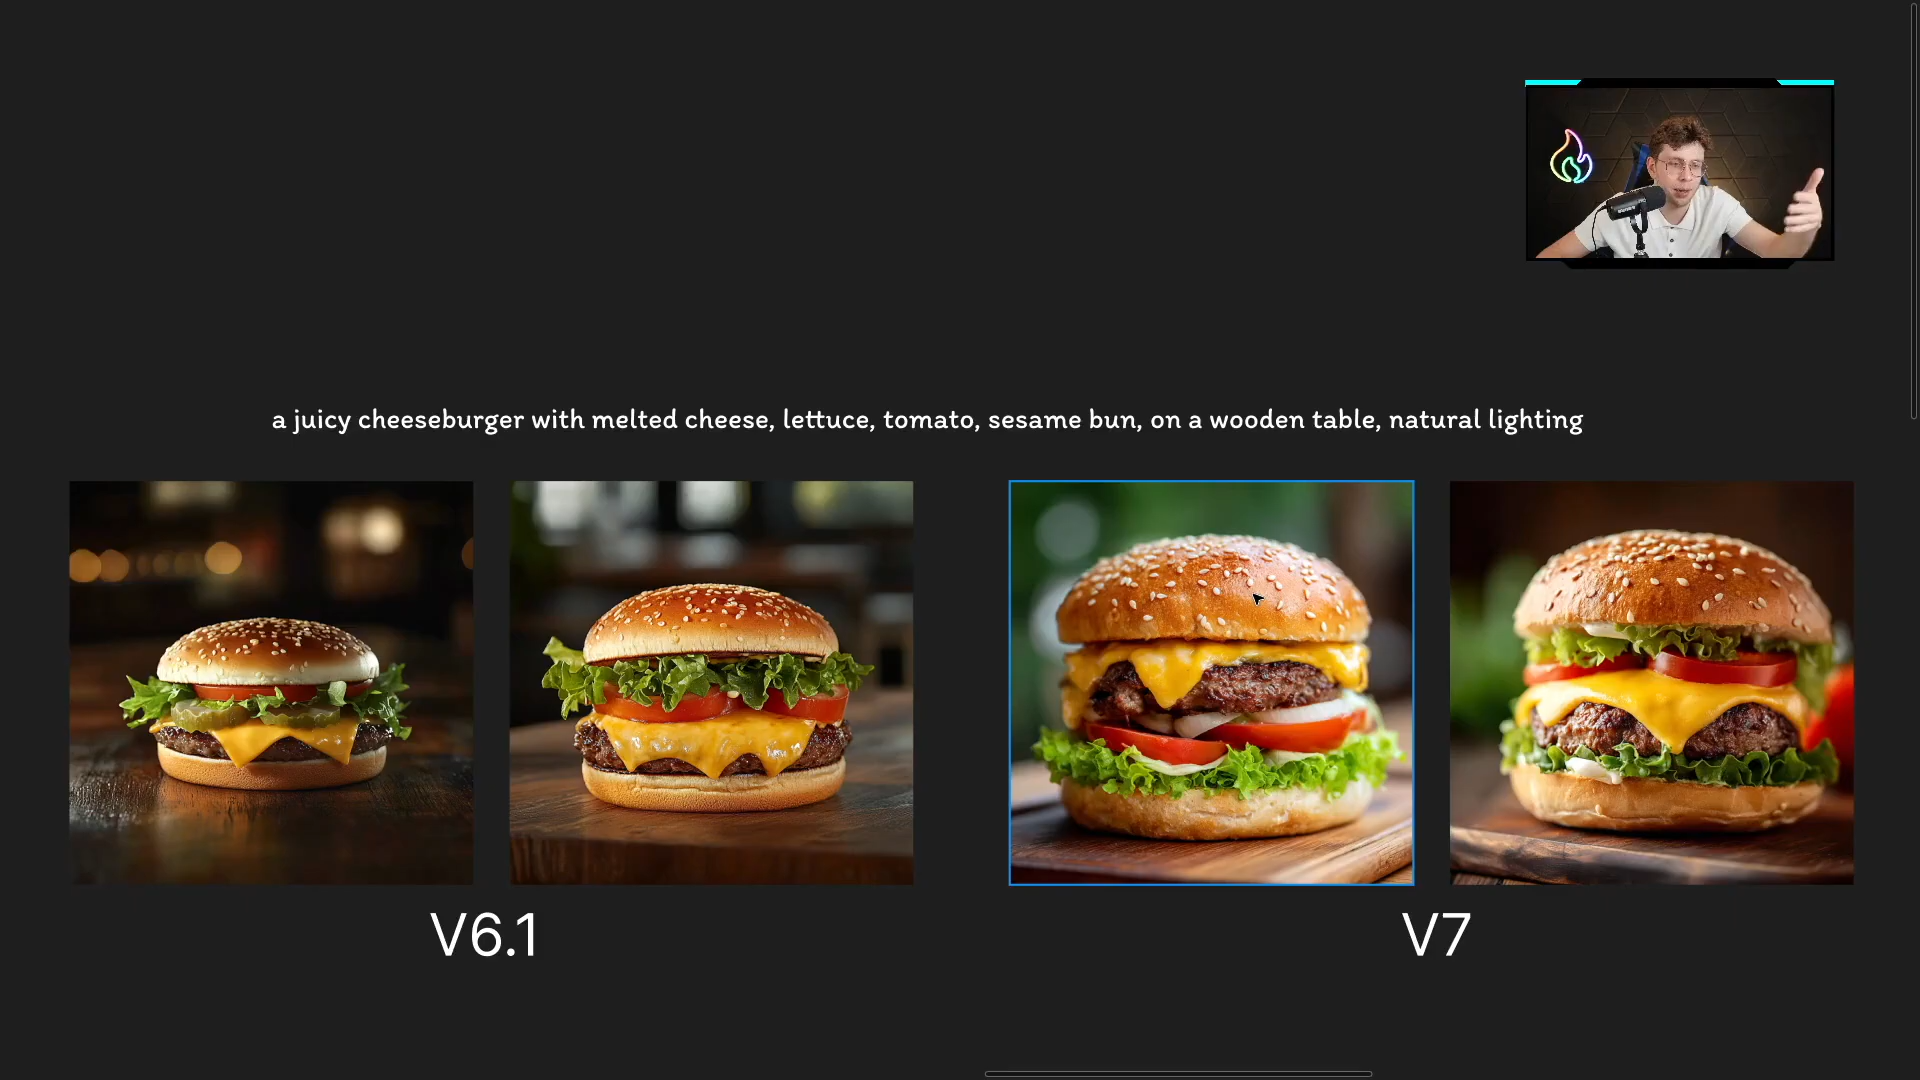 a juicy cheeseburger with melted cheese, lettuce, tomato, sesame bun, on a wooden table, natural lighting
V6.1
V7